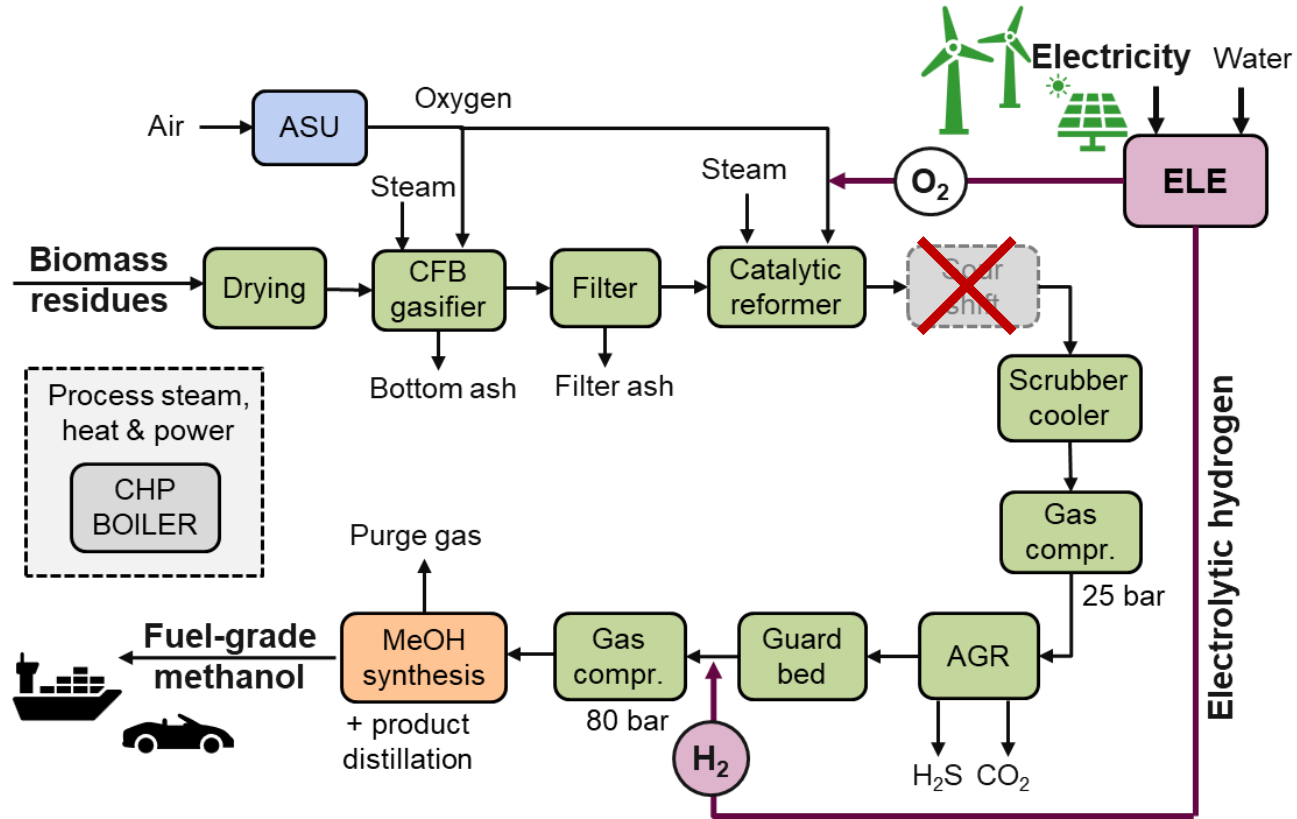 Electricity
Water
Air
ASU
Oxygen
Steam
Steam
O₂
ELE
Biomass
residues
Drying
CFB
gasifier
Filter
Catalytic
reformer
Sour
shift
Bottom ash
Filter ash
Scrubber
cooler
Process steam,
heat & power
CHP
BOILER
Gas
compr.
25 bar
Electrolytic hydrogen
Purge gas
Fuel-grade
methanol
MeOH
synthesis
+ product
distillation
Gas
compr.
80 bar
Guard
bed
AGR
H₂
H₂S
CO₂